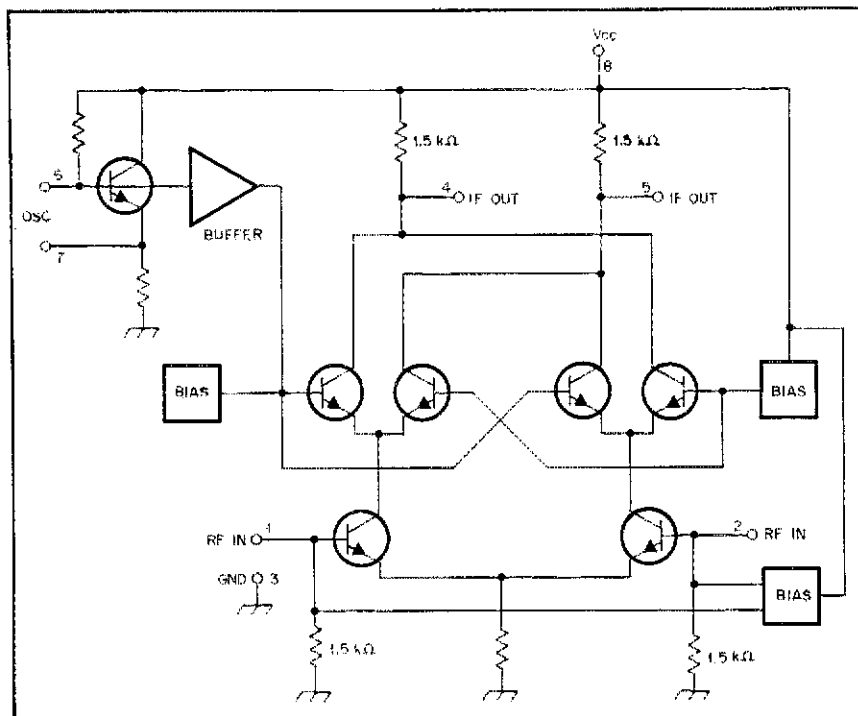 Vcc
8
1.5 kΩ
1.5 kΩ
6
4
IF OUT
5
IF OUT
OSC
BUFFER
7
BIAS
BIAS
1
RF IN
2
RF IN
GND
3
BIAS
1.5 kΩ
1.5 kΩ